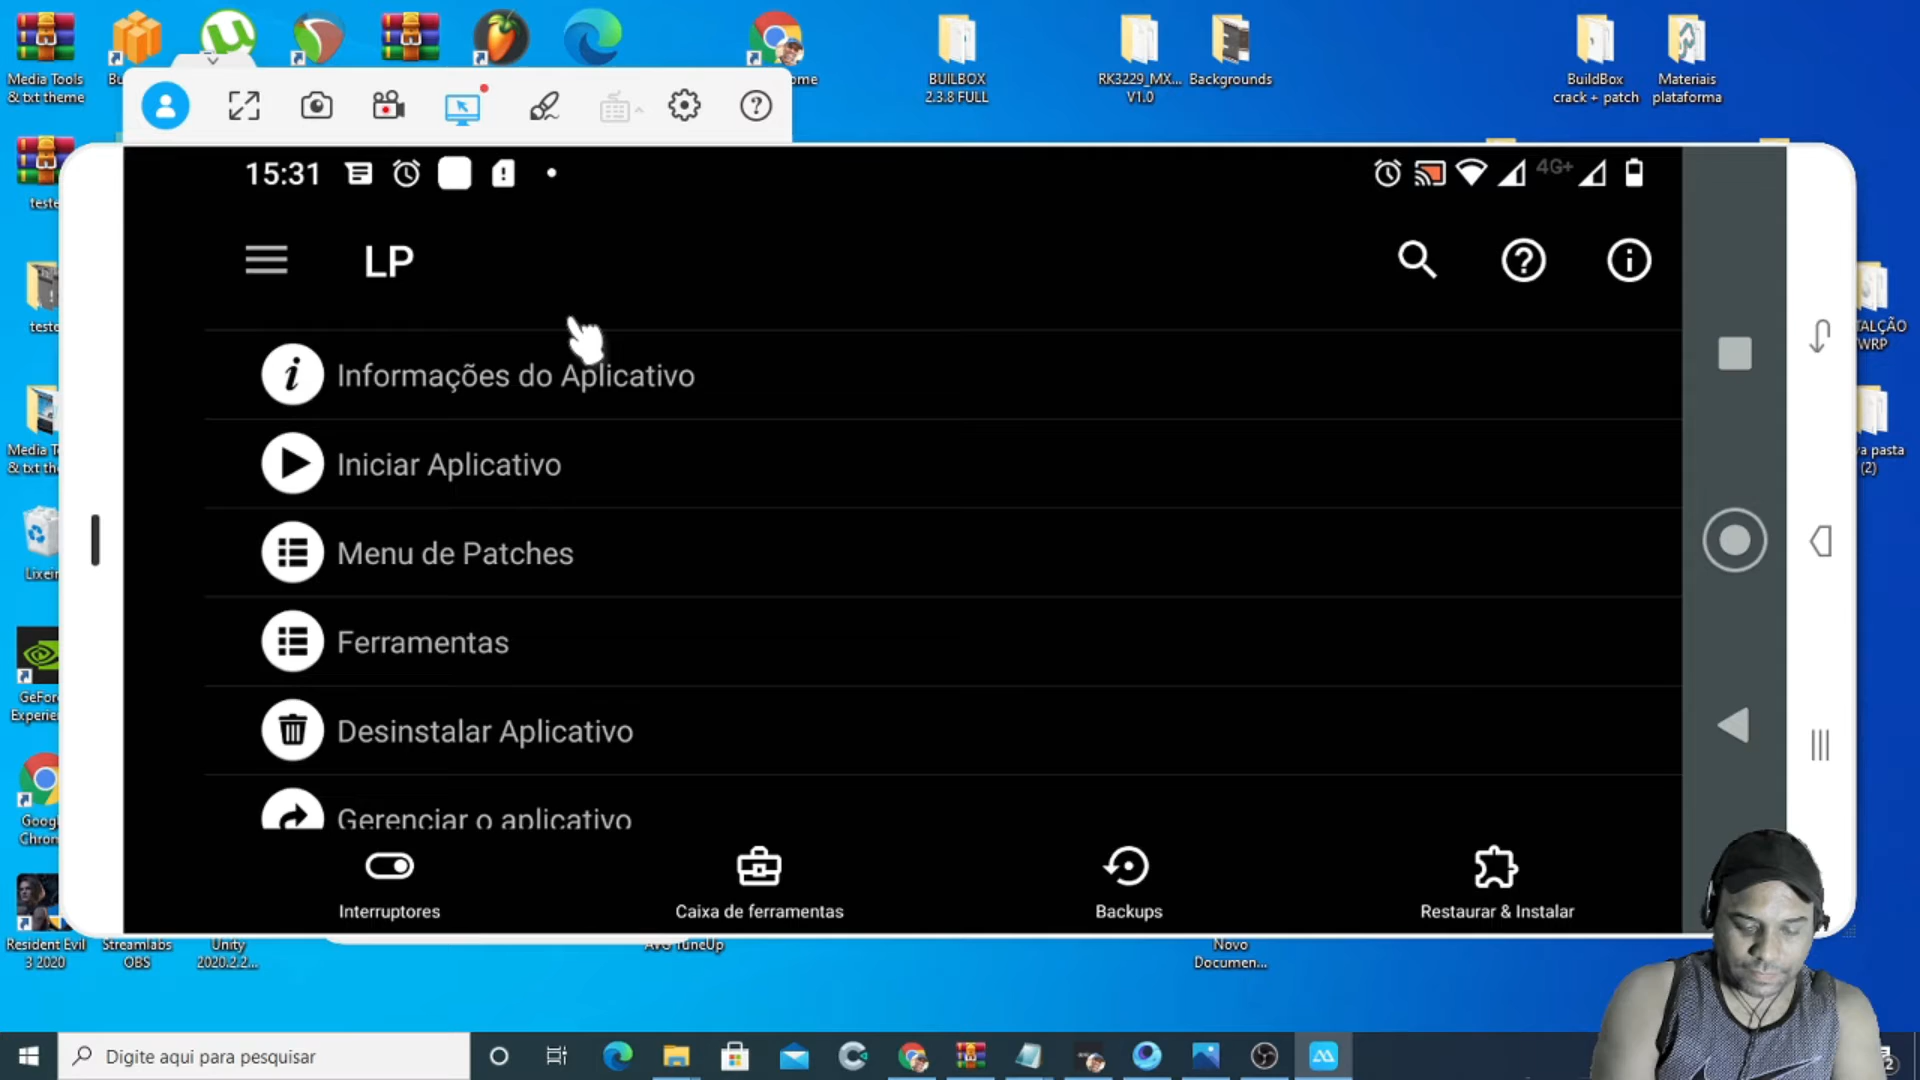 Media Tools
& txt theme
BUILBOX
2.3.8 FULL
RK3229_MX...
V1.0
Backgrounds
BuildBox
crack + patch
Materiais
plataforma
15:31
4G+
LP
Informações do Aplicativo
Iniciar Aplicativo
Menu de Patches
Ferramentas
Desinstalar Aplicativo
Gerenciar o aplicativo
Interruptores
Caixa de ferramentas
Backups
Restaurar & Instalar
Resident Evil
3 2020
Streamlabs
OBS
Unity
2020.2.2...
Novo
Documen...
Digite aqui para pesquisar